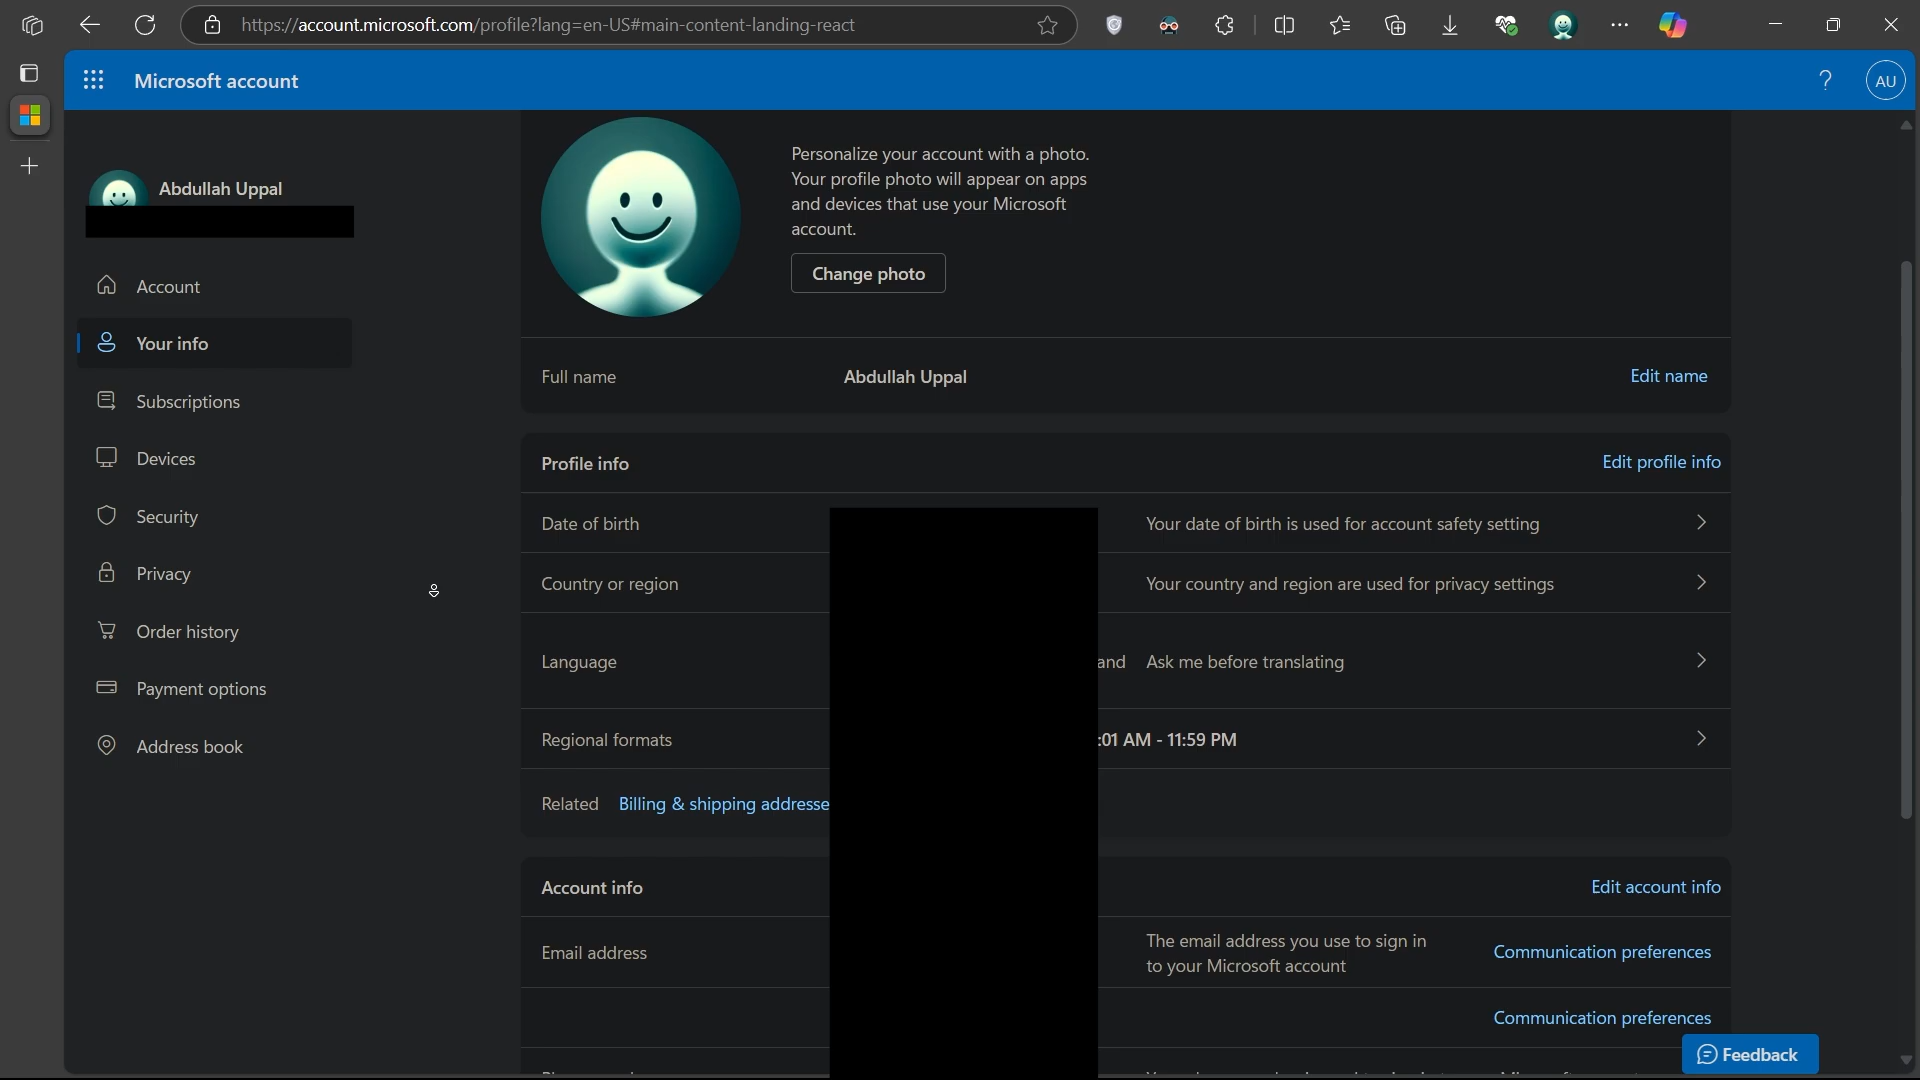 https://account.microsoft.com/profile?lang=en-US#main-content-landing-react
Microsoft account
?
AU
Abdullah Uppal
Account
Your info
Subscriptions
Devices
Security
Privacy
Order history
Payment options
Address book
Personalize your account with a photo.
Your profile photo will appear on apps
and devices that use your Microsoft
account.
Change photo
Full name Abdullah Uppal Edit name
Profile info Edit profile info
Date of birth Your date of birth is used for account safety setting
Country or region Your country and region are used for privacy settings
Language and Ask me before translating
Regional formats :01 AM - 11:59 PM
Related Billing & shipping addresse
Account info Edit account info
Email address
The email address you use to sign in
to your Microsoft account
Communication preferences
Communication preferences
Feedback